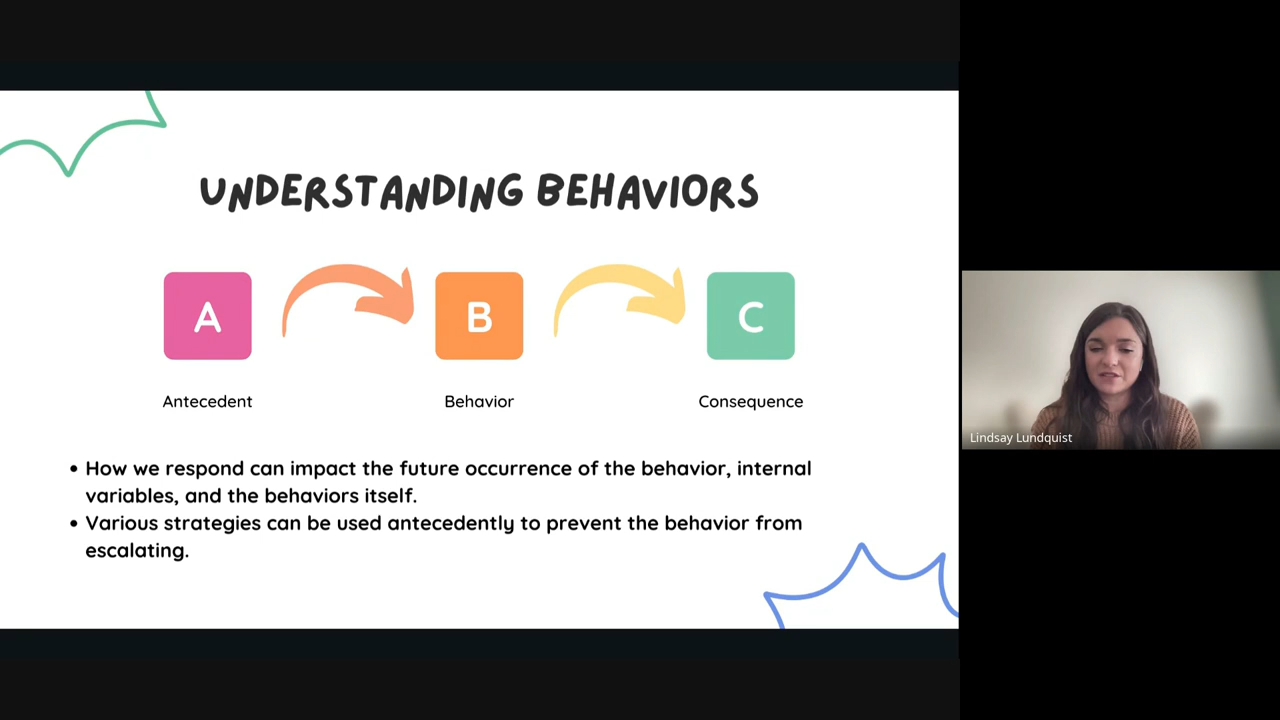 UNDERSTANDING BEHAVIORS
A
B
C
Antecedent
Behavior
Consequence
• How we respond can impact the future occurrence of the behavior, internal
variables, and the behaviors itself.
• Various strategies can be used antecedently to prevent the behavior from
escalating.
Lindsay Lundquist